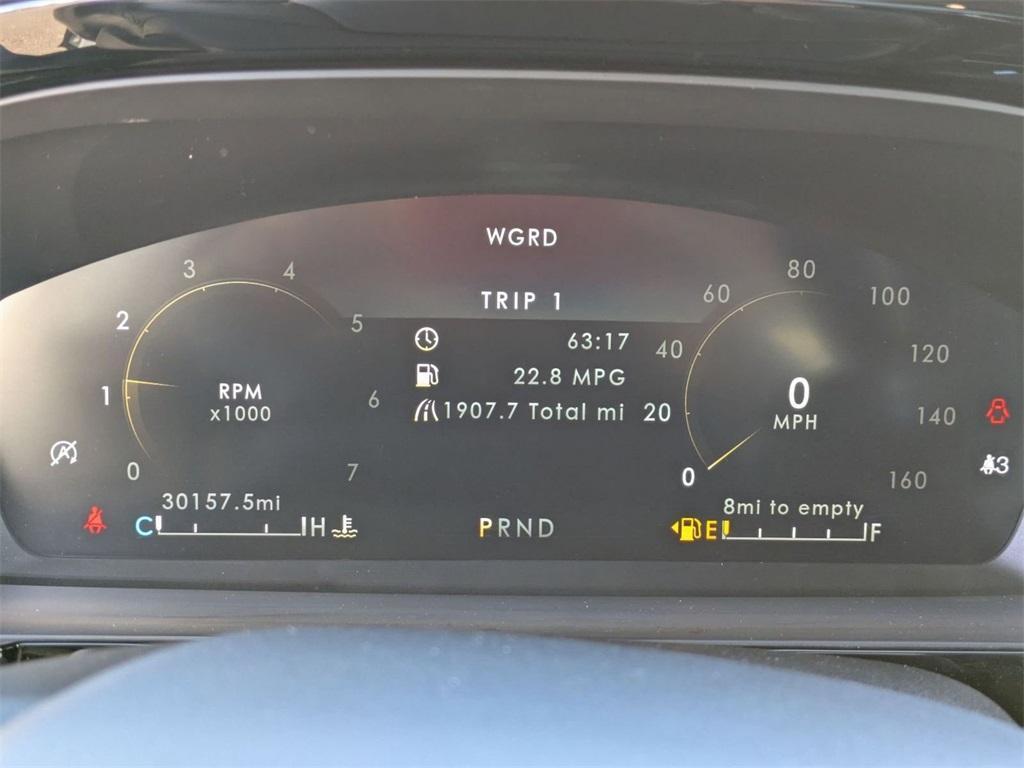 WGRD
TRIP 1
63:17
22.8 MPG
1907.7 Total mi
0
1
2
3
4
5
6
7
RPM
x1000
0
20
40
60
80
100
120
140
160
0
MPH
3
30157.5mi
C H
PRND
8mi to empty
E F